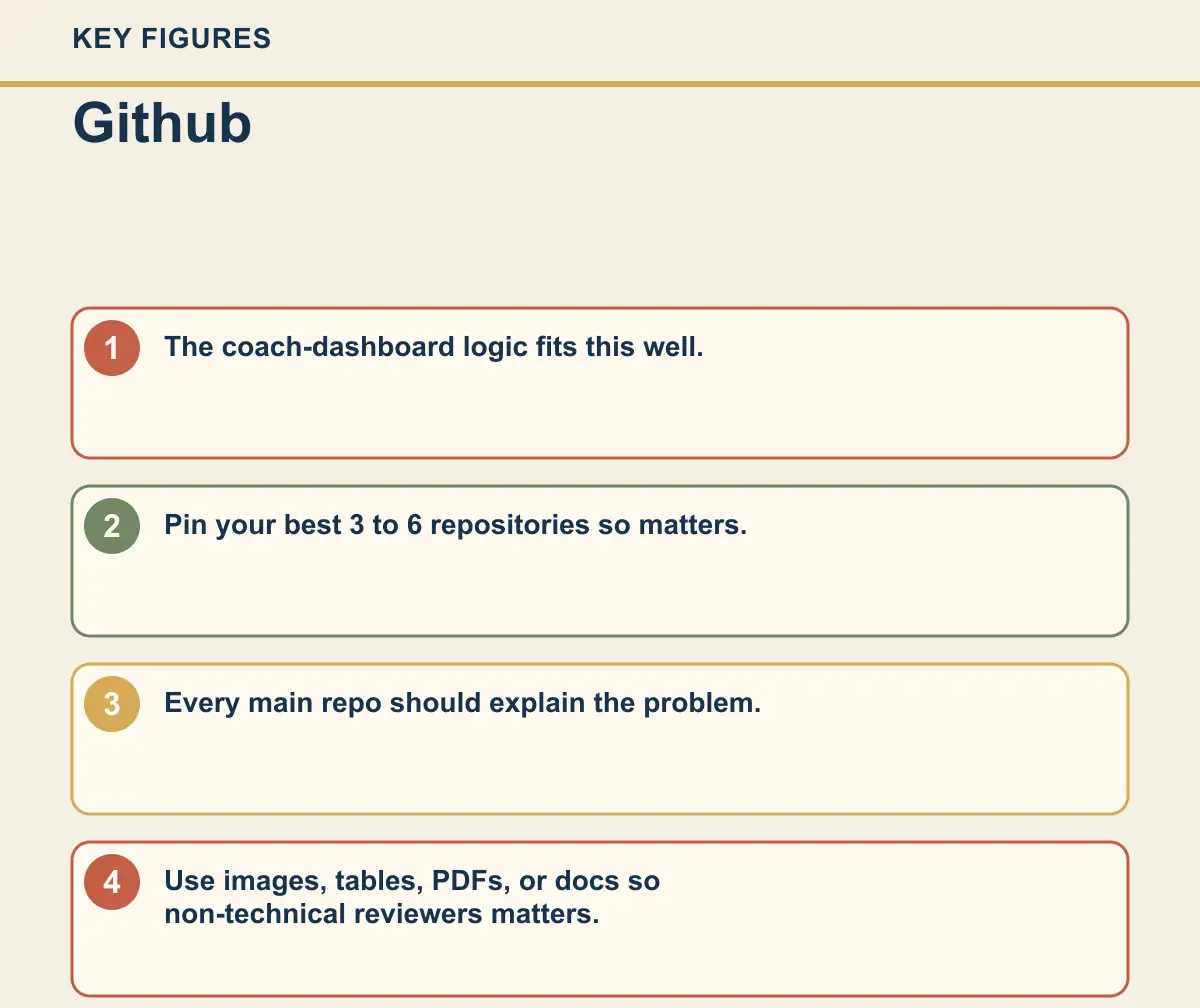 KEY FIGURES
Github
1 The coach-dashboard logic fits this well.
2 Pin your best 3 to 6 repositories so matters.
3 Every main repo should explain the problem.
4 Use images, tables, PDFs, or docs so
non-technical reviewers matters.